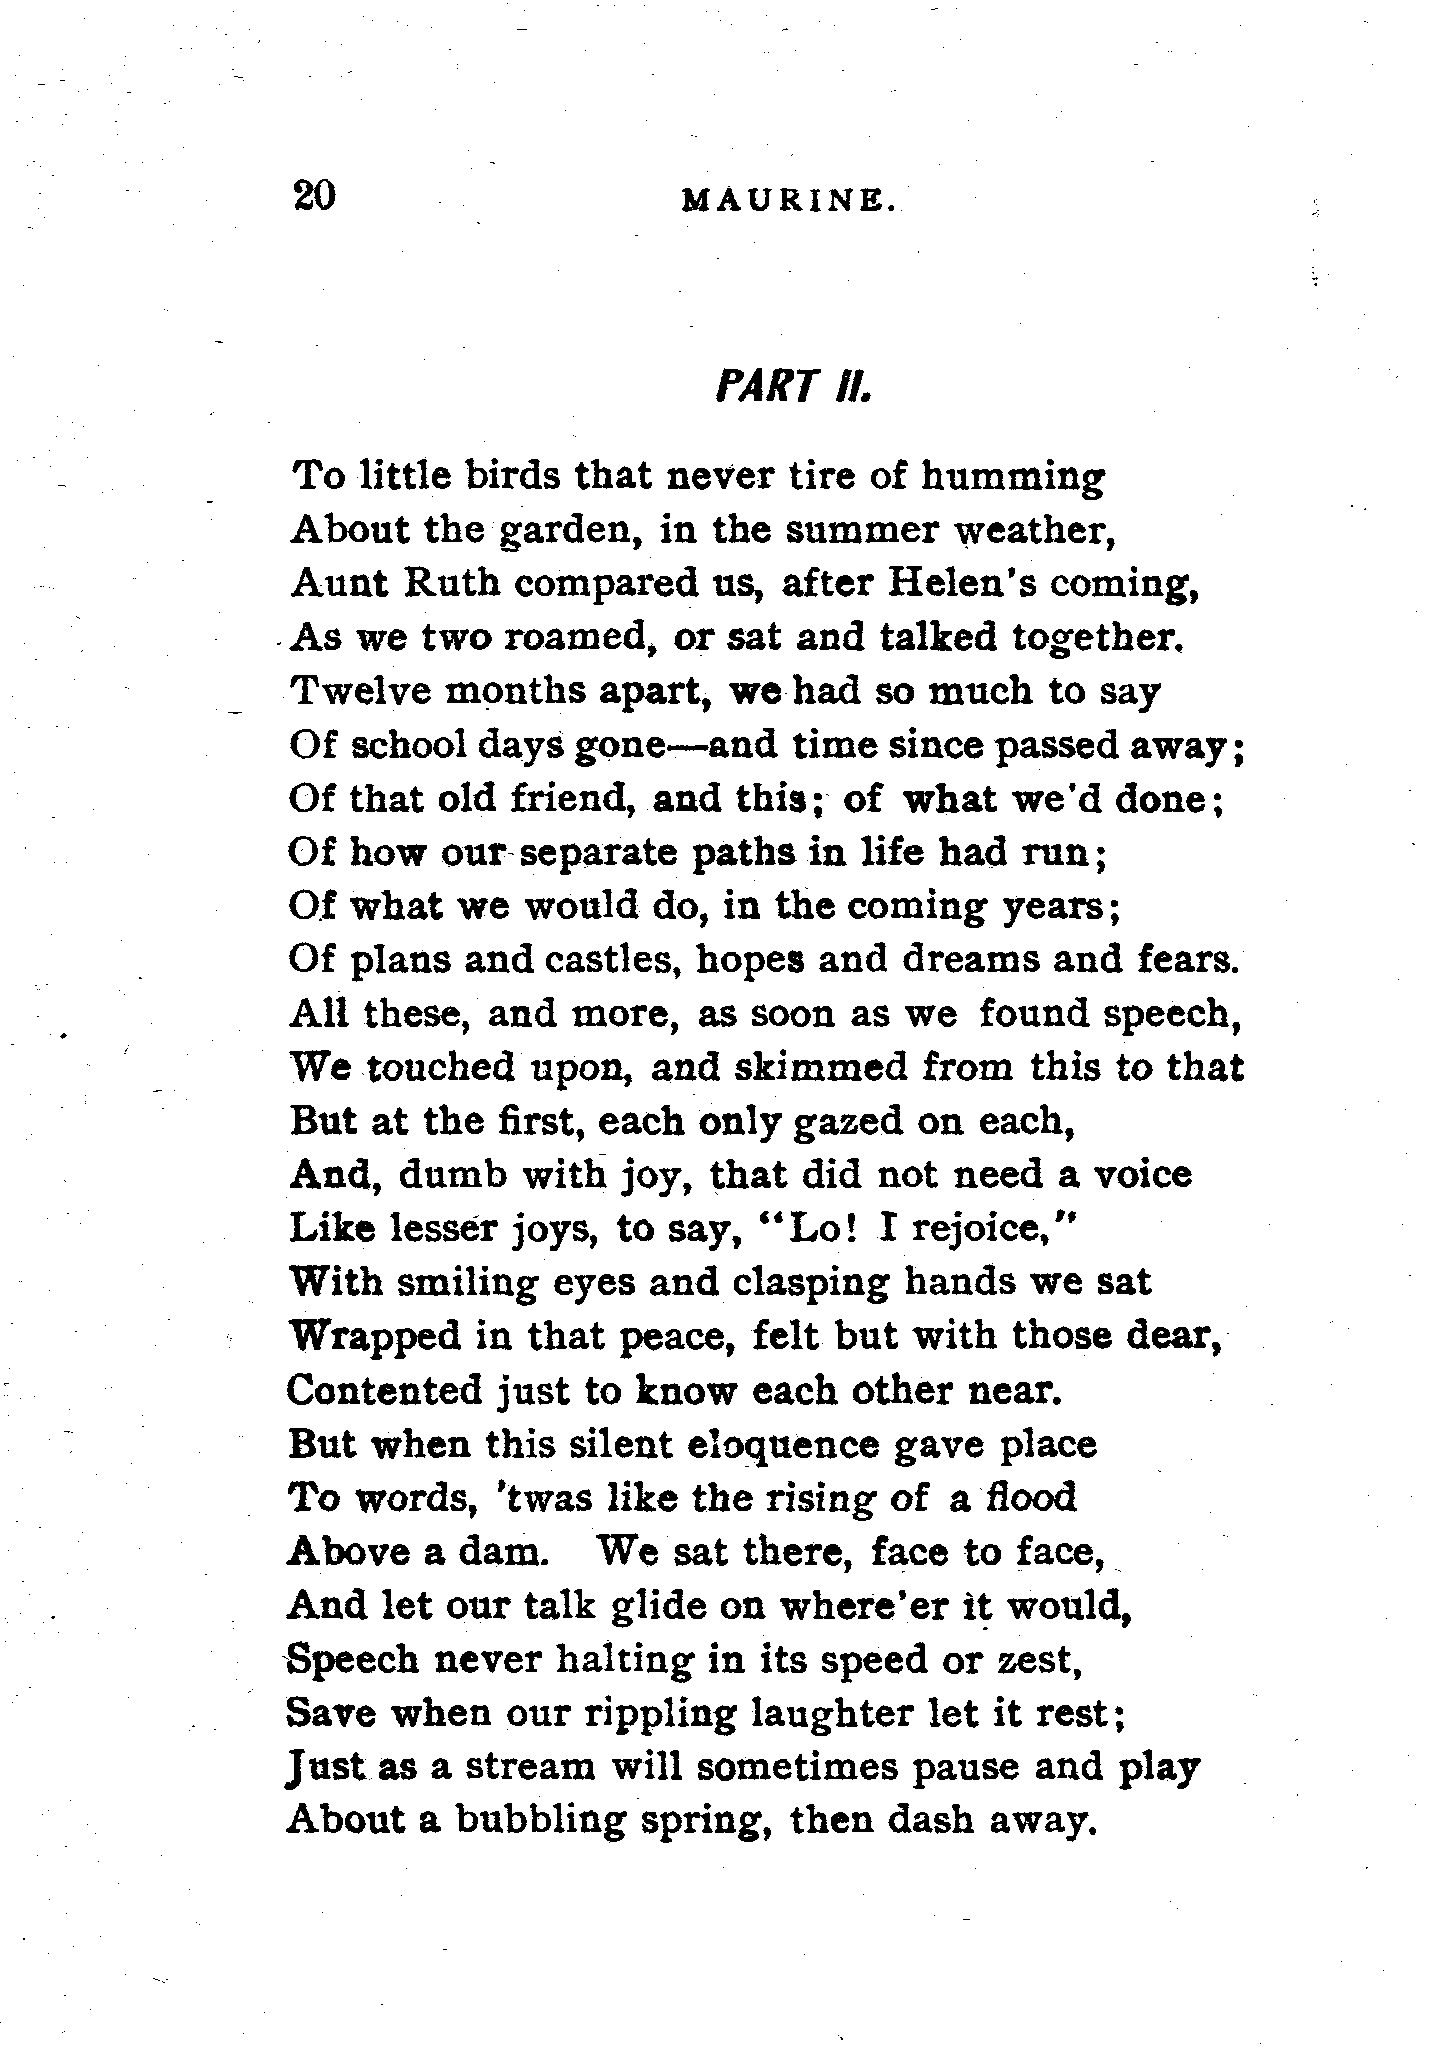 20 MAURINE.
PART II.
To little birds that never tire of humming
About the garden, in the summer weather,
Aunt Ruth compared us, after Helen's coming,
As we two roamed, or sat and talked together.
Twelve months apart, we had so much to say
Of school days gone—and time since passed away;
Of that old friend, and this; of what we'd done;
Of how our separate paths in life had run;
Of what we would do, in the coming years;
Of plans and castles, hopes and dreams and fears.
All these, and more, as soon as we found speech,
We touched upon, and skimmed from this to that
But at the first, each only gazed on each,
And, dumb with joy, that did not need a voice
Like lesser joys, to say, "Lo! I rejoice,"
With smiling eyes and clasping hands we sat
Wrapped in that peace, felt but with those dear,
Contented just to know each other near.
But when this silent eloquence gave place
To words, 'twas like the rising of a flood
Above a dam. We sat there, face to face,
And let our talk glide on where'er it would,
Speech never halting in its speed or zest,
Save when our rippling laughter let it rest;
Just as a stream will sometimes pause and play
About a bubbling spring, then dash away.